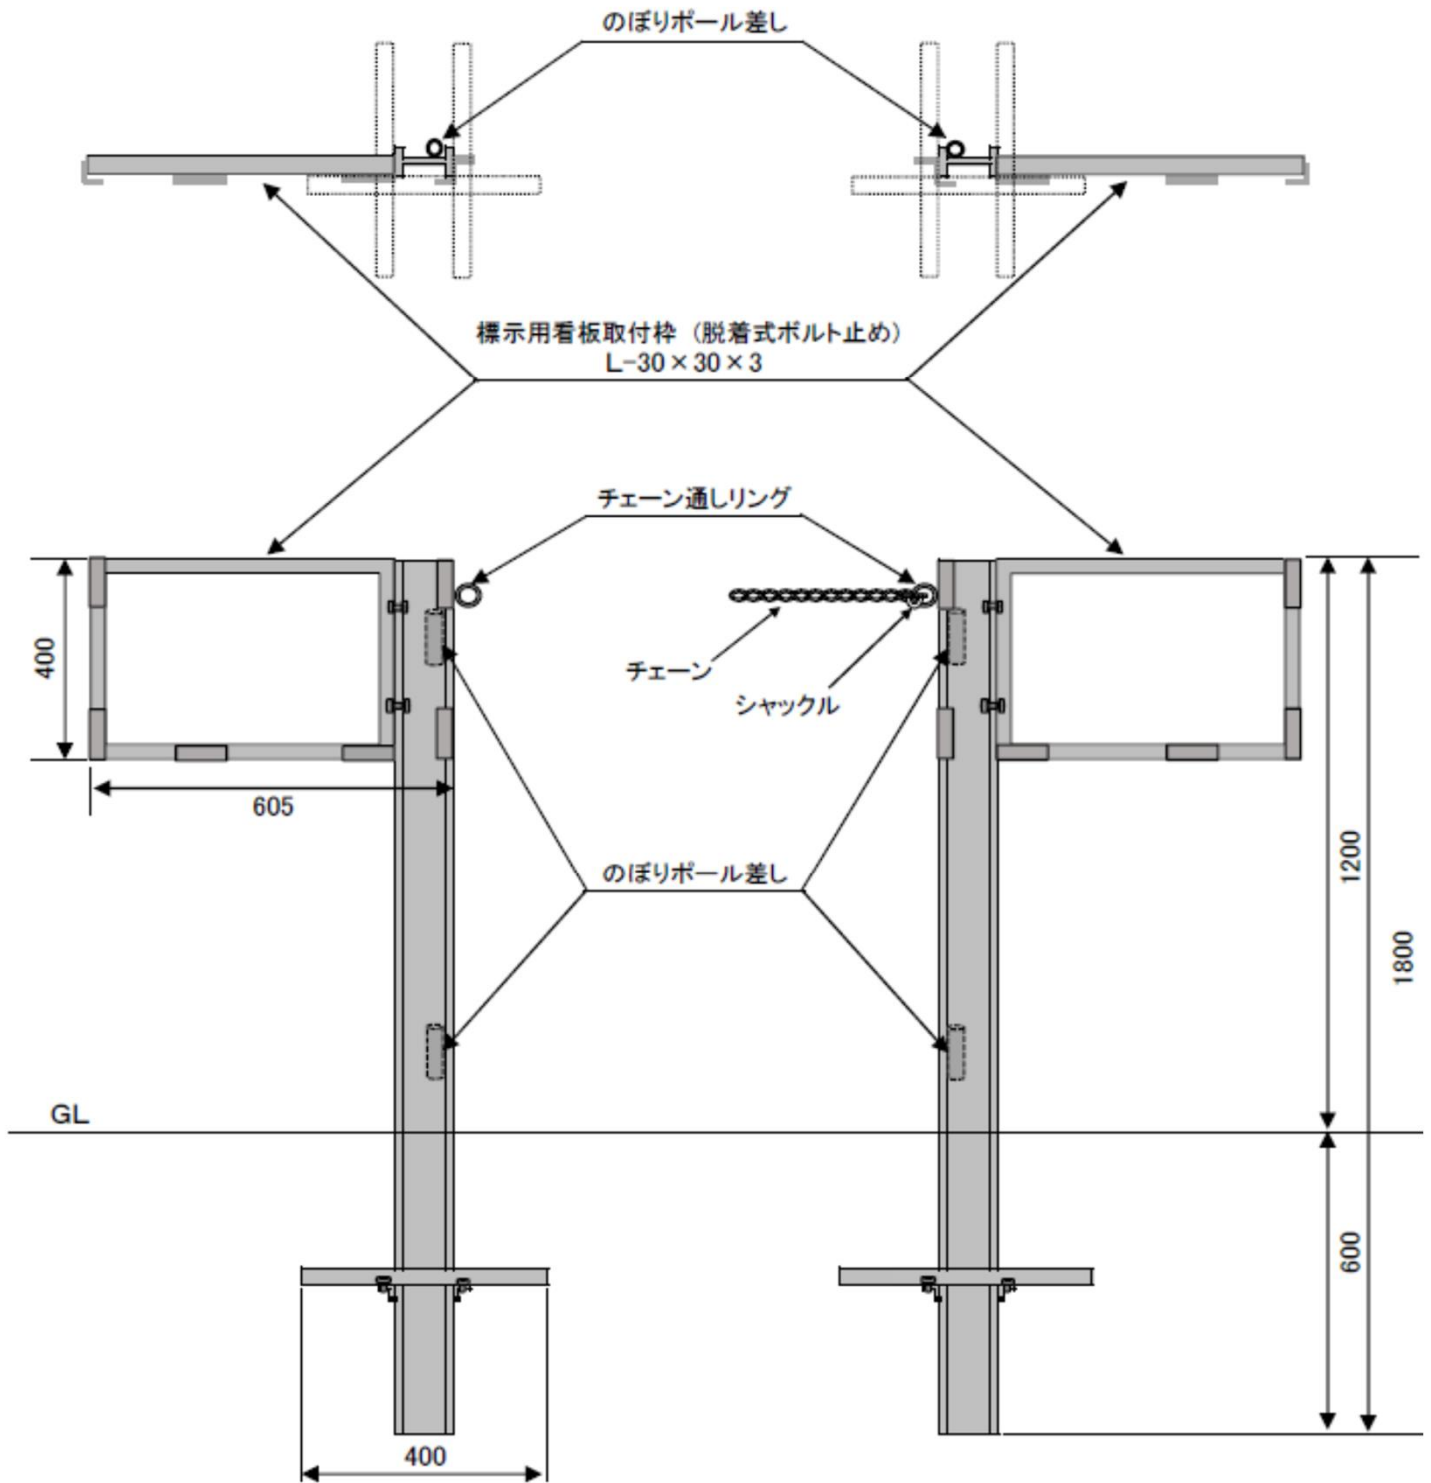 のぼりポール差し
標示用看板取付枠 (脱着式ボルト止め)
L-30×30×3
チェーン通しリング
チェーン
シャックル
400
605
のぼりポール差し
1200
1800
GL
600
400